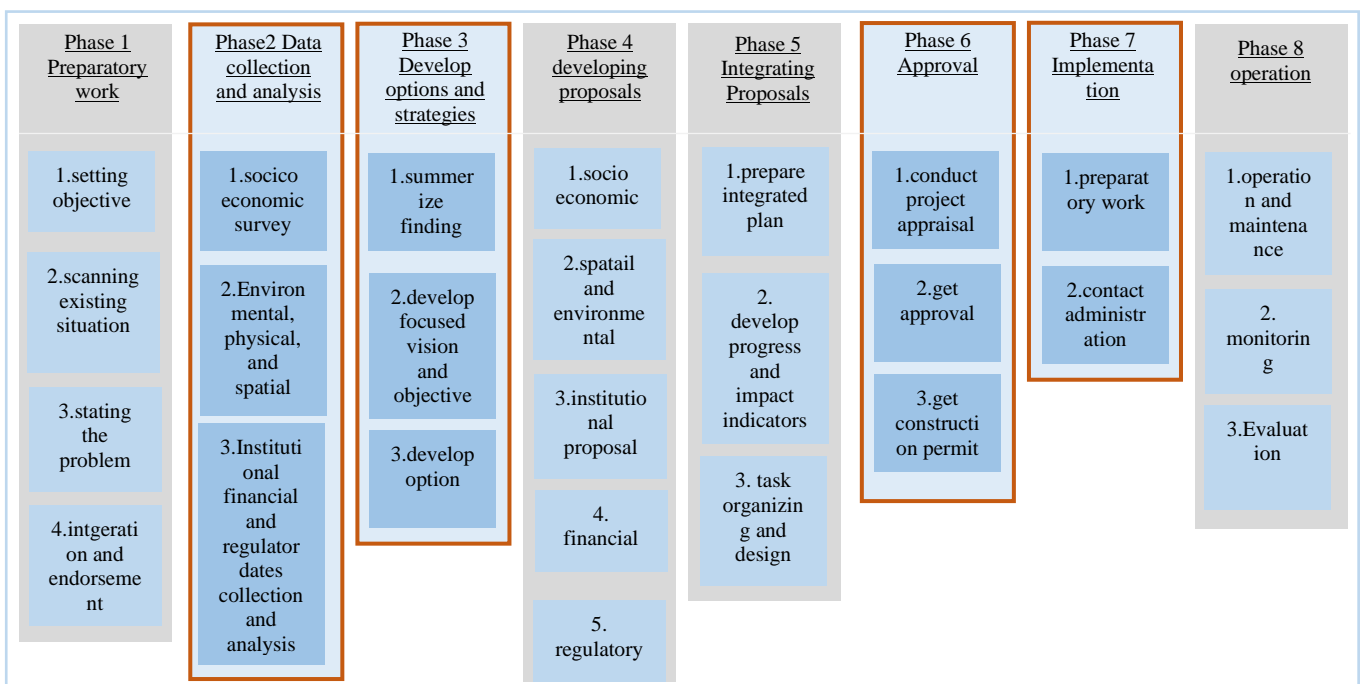 Phase 1
Preparatory
work
1.setting
objective
2.scanning
existing
situation
3.stating
the
problem
4.intgerati
on and
endorseme
nt
Phase2 Data
collection
and analysis
1.socico
economic
survey
2.Environ
mental,
physical,
and
spatial
3.Instituti
onal
financial
and
regulator
dates
collection
and
analysis
Phase 3
Develop
options and
strategies
1.summer
ize
finding
2.develop
focused
vision
and
objective
3.develop
option
Phase 4
developing
proposals
1.socio
economic
2.spatail
and
environme
ntal
3.institutio
nal
proposal
4.
financial
5.
regulatory
Phase 5
Integrating
Proposals
1.prepare
integrated
plan
2.
develop
progress
and
impact
indicators
3. task
organizin
g and
design
Phase 6
Approval
1.conduct
project
appraisal
2.get
approval
3.get
constructi
on permit
Phase 7
Implementa
tion
1.preparat
ory work
2.contact
administr
ation
Phase 8
operation
1.operatio
n and
maintena
nce
2.
monitorin
g
3.Evaluat
ion